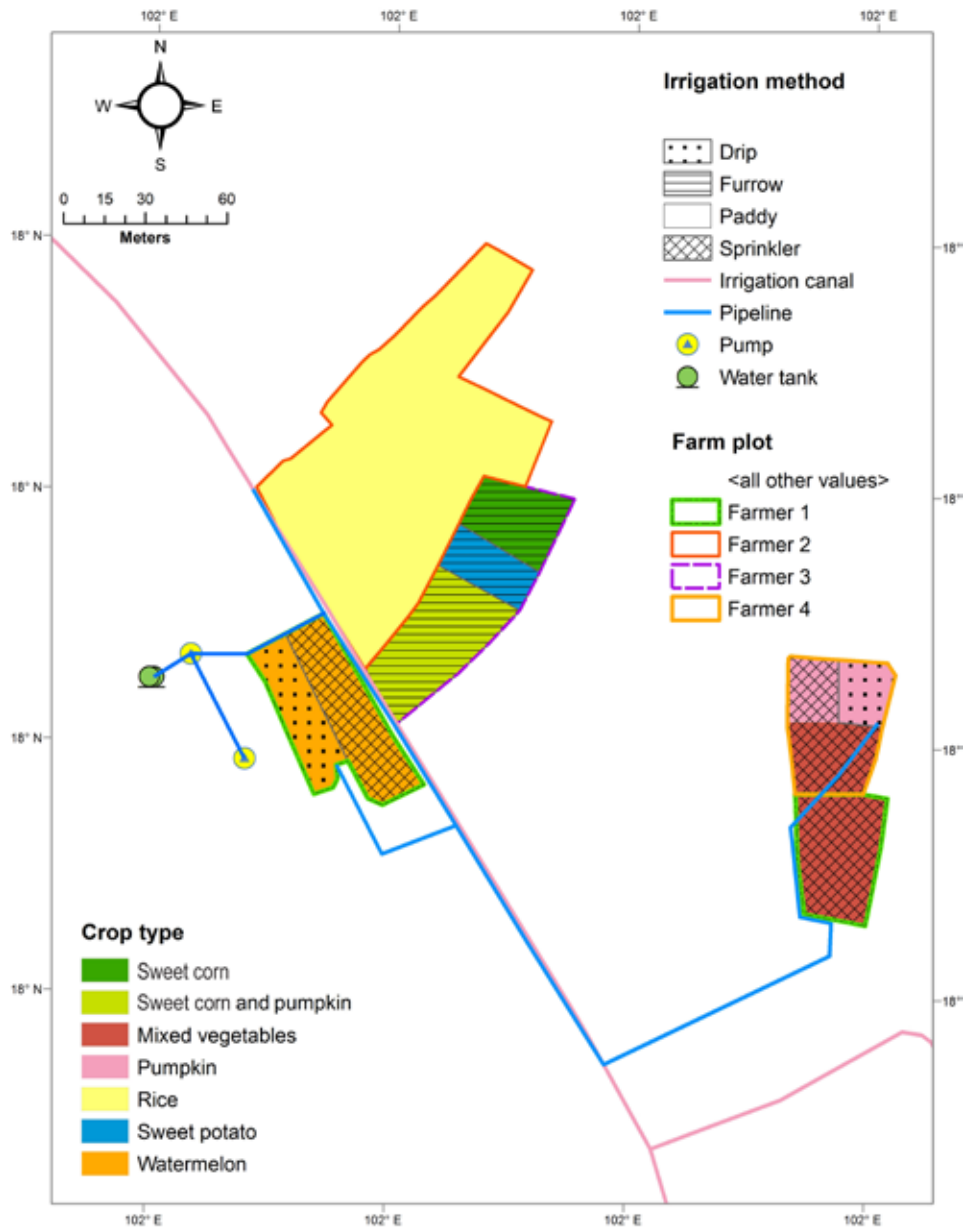 102° E 102° E 102° E 102° E
N
W E
S
0 15 30 60
Meters
18° N 18° N
18° N 18° N
18° N 18° N
18° N 18° N
Irrigation method
Drip
Furrow
Paddy
Sprinkler
Irrigation canal
Pipeline
Pump
Water tank
Farm plot
<all other values>
Farmer 1
Farmer 2
Farmer 3
Farmer 4
Crop type
Sweet corn
Sweet corn and pumpkin
Mixed vegetables
Pumpkin
Rice
Sweet potato
Watermelon
102° E 102° E 102° E 102° E